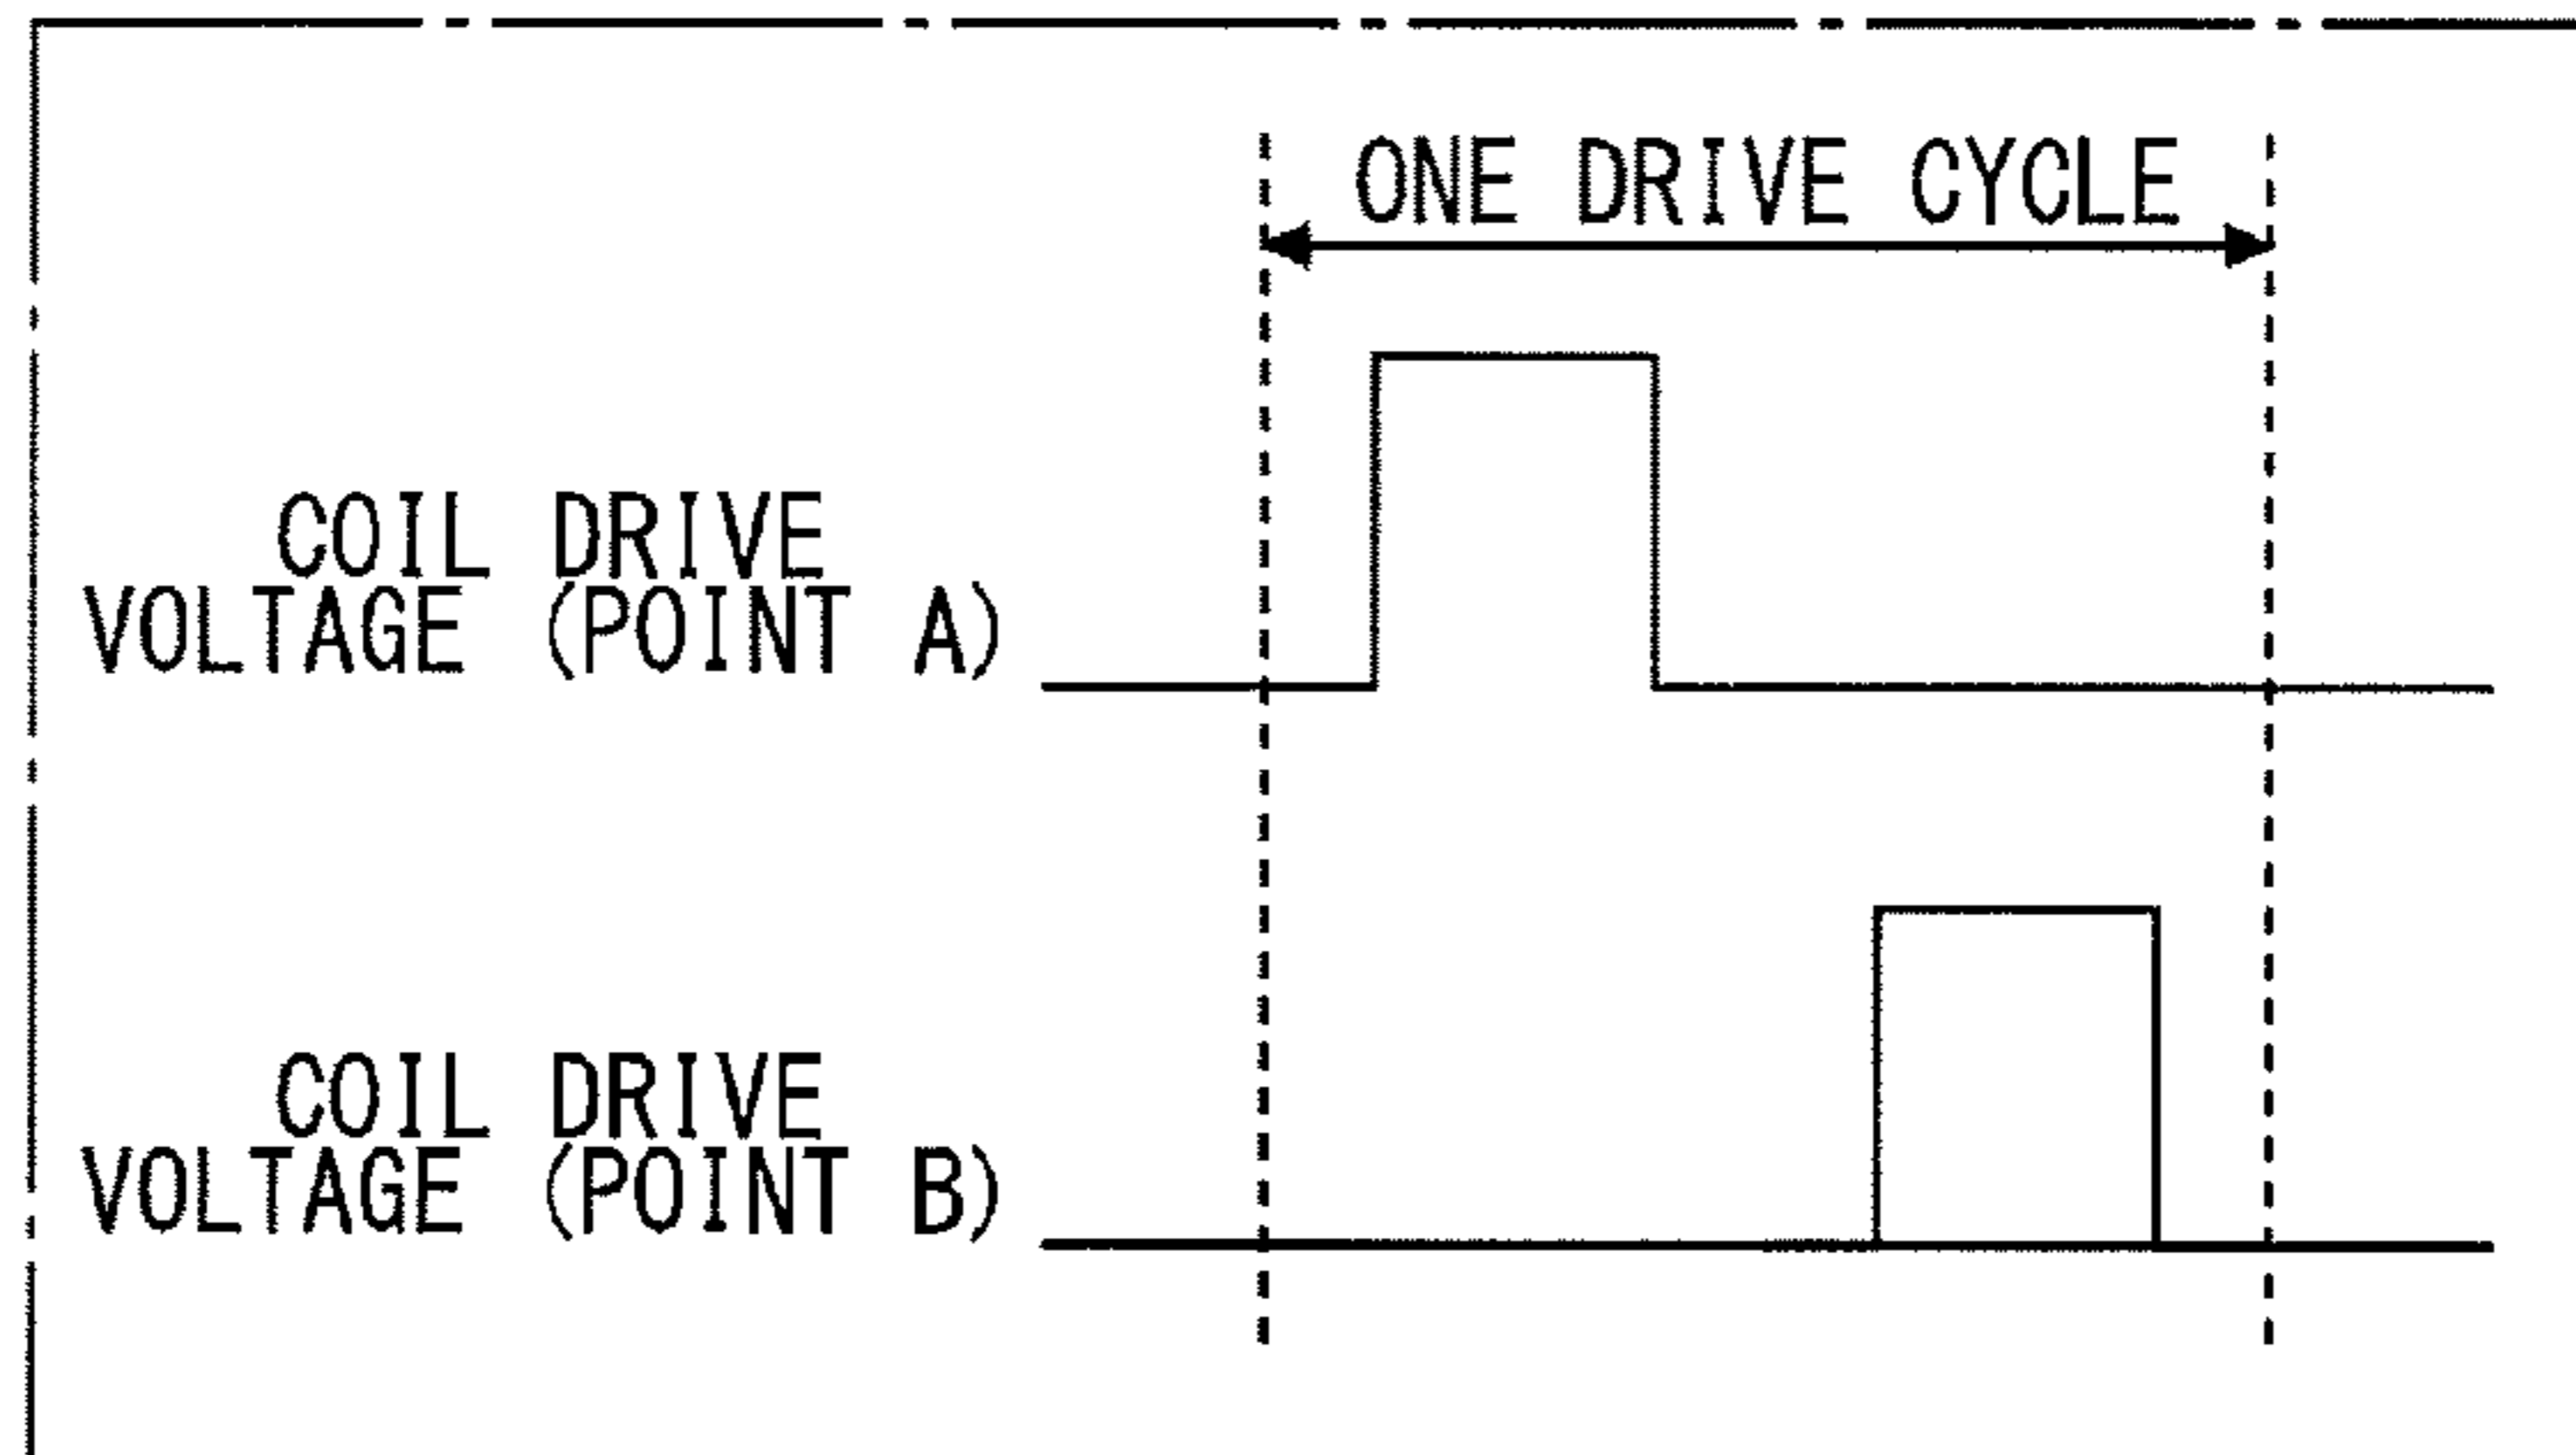 ONE DRIVE CYCLE
COIL DRIVE
VOLTAGE (POINT A)
COIL DRIVE
VOLTAGE (POINT B)